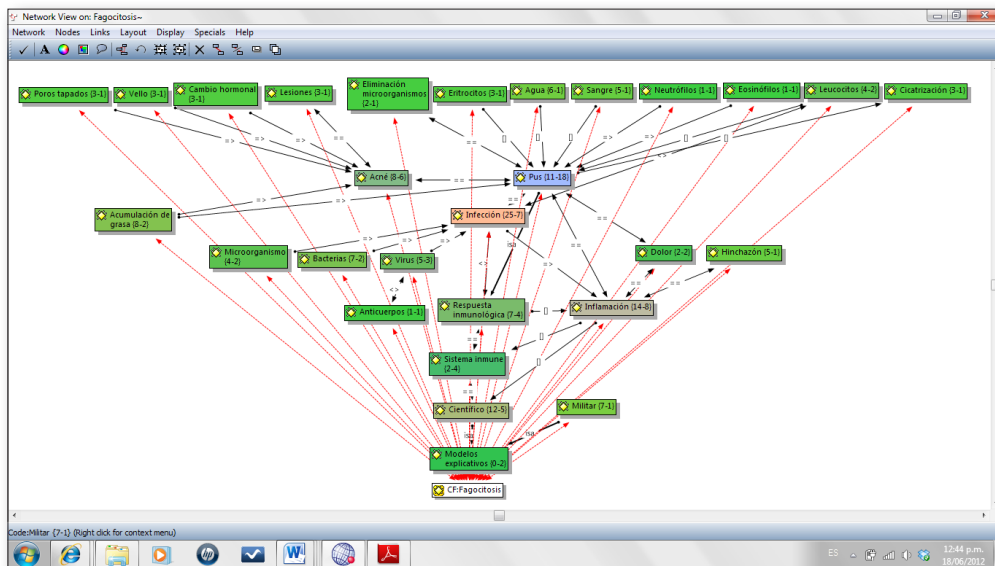 Network View on: Fagocitosis~
Network Nodes Links Layout Display Specials Help
Poros tapados {3-1}
Vello {3-1}
Cambio hormonal
{3-1}
Lesiones {3-1}
Eliminación
microorganismos
{2-1}
Eritrocitos {3-1}
Agua {6-1}
Sangre {5-1}
Neutrófilos {1-1}
Eosinófilos {1-1}
Leucocitos {4-2}
Cicatrización {3-1}
=> => => => == [] [] [] => [] [] =>
Acné {8-6}
==
Pus {11-18}
Acumulación de
grasa {8-2}
=> =>
==
Infección {25-7}
isa
Microorganismo
{4-2}
=>
Bacterias {7-2}
=>
Virus {5-3}
=>
=>
==
==
Dolor {2-2}
Hinchazón {5-1}
<>
<>
==
==
Anticuerpos {1-1}
Respuesta
inmunológica {7-4}
[]
Inflamación {14-8}
==
[]
Sistema inmune
{2-4}
[]
==
Científico {12-5}
Militar {7-1}
isa
isa
Modelos
explicativos {0-2}
CF:Fagocitosis
Code:Militar {7-1} (Right click for context menu)
ES
12:44 p.m.
18/06/2012